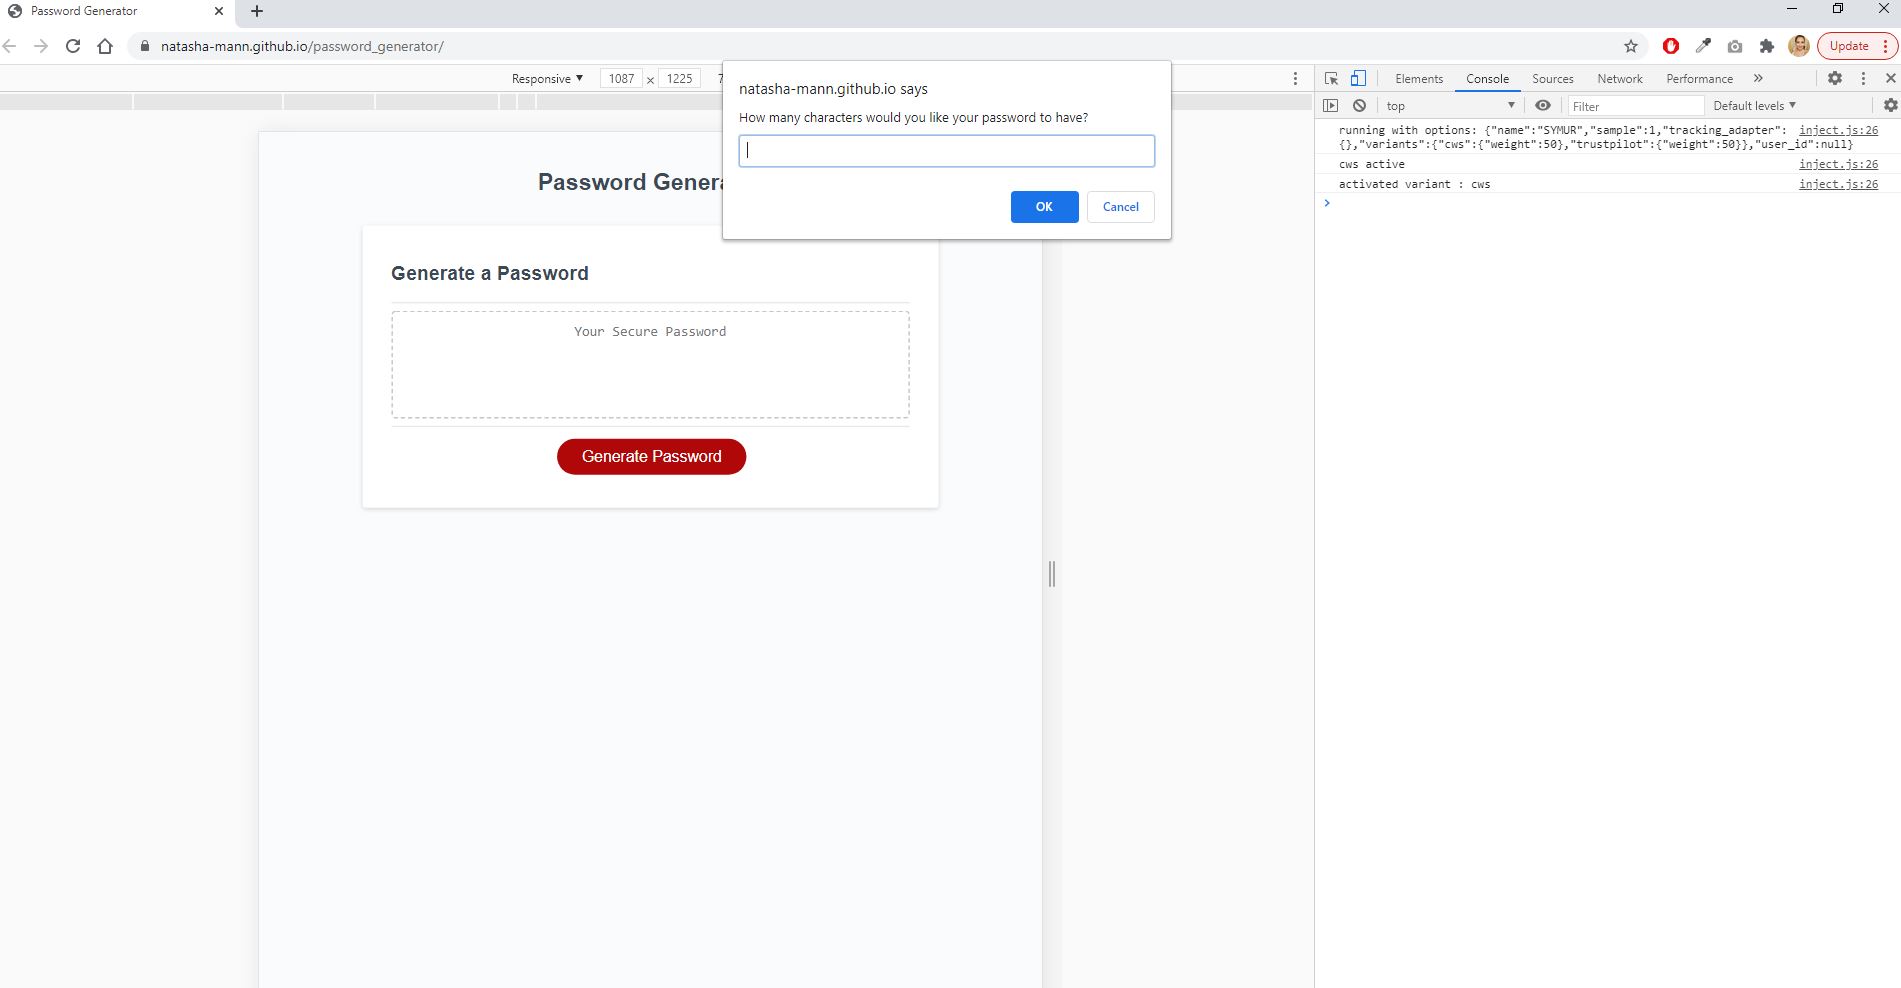 Password Generator
natasha-mann.github.io/password_generator/
Update
Responsive ▼ 1087 x 1225 7
natasha-mann.github.io says
How many characters would you like your password to have?
OK Cancel
Password Genera
Generate a Password
Your Secure Password
Generate Password
Elements Console Sources Network Performance »
top ▼ Filter Default levels ▼
running with options: {"name":"SYMUR","sample":1,"tracking_adapter": inject.js:26
{},"variants":{"cws":{"weight":50},"trustpilot":{"weight":50}},"user_id":null}
cws active inject.js:26
activated variant : cws inject.js:26